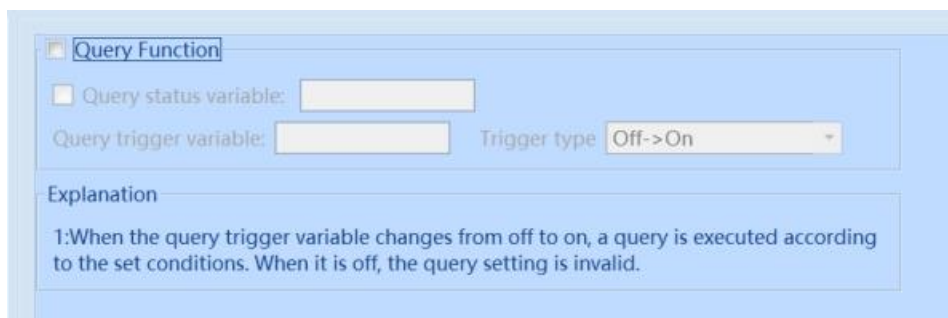 Query Function
Query status variable:
Query trigger variable: Trigger type Off->On
Explanation
1:When the query trigger variable changes from off to on, a query is executed according
to the set conditions. When it is off, the query setting is invalid.